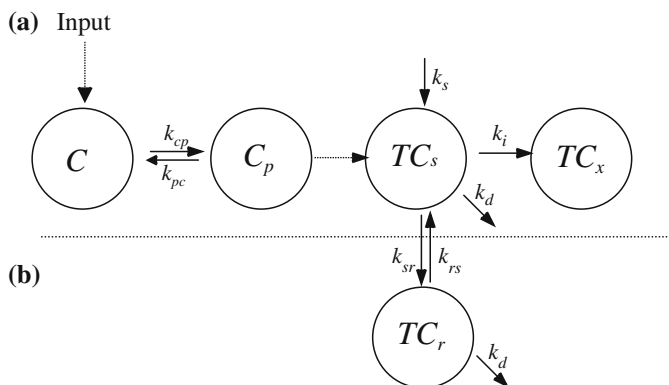 (a) Input
k_s
k_cp
k_i
C
C_p
TC_s
TC_x
k_pc
k_d
k_sr
k_rs
(b)
TC_r
k_d